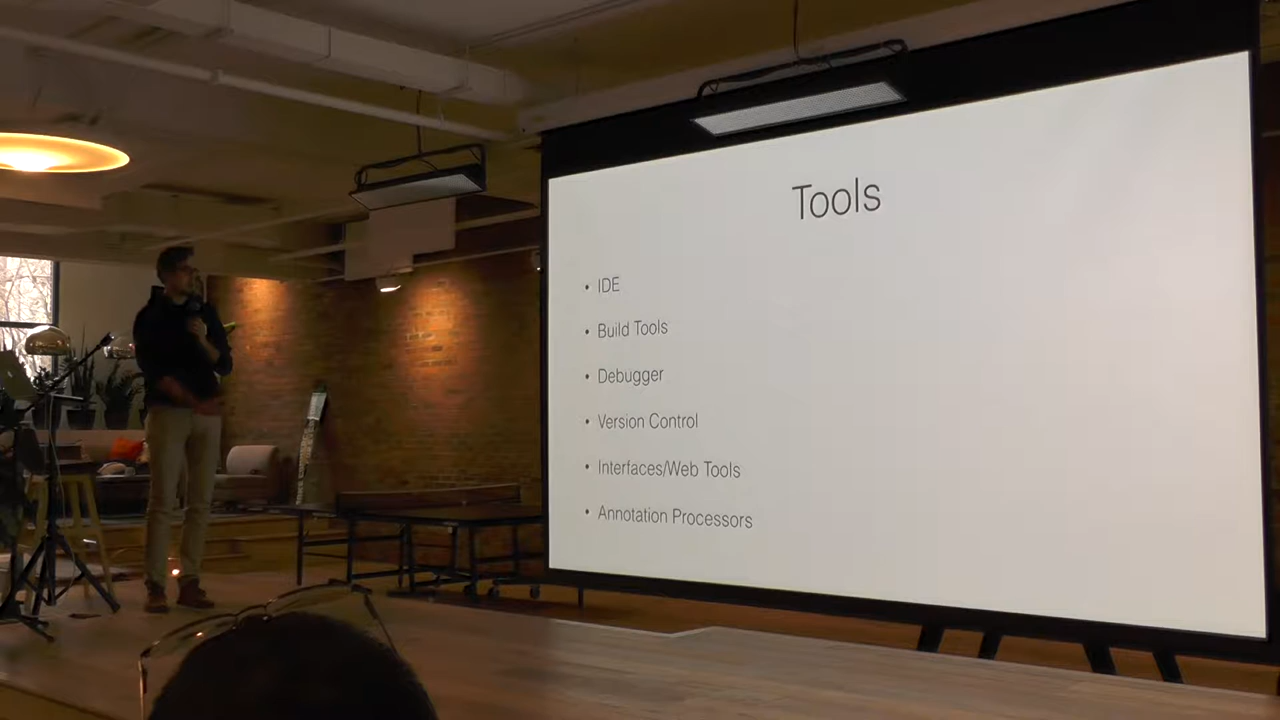 Tools
• IDE
• Build Tools
• Debugger
• Version Control
• Interfaces/Web Tools
• Annotation Processors